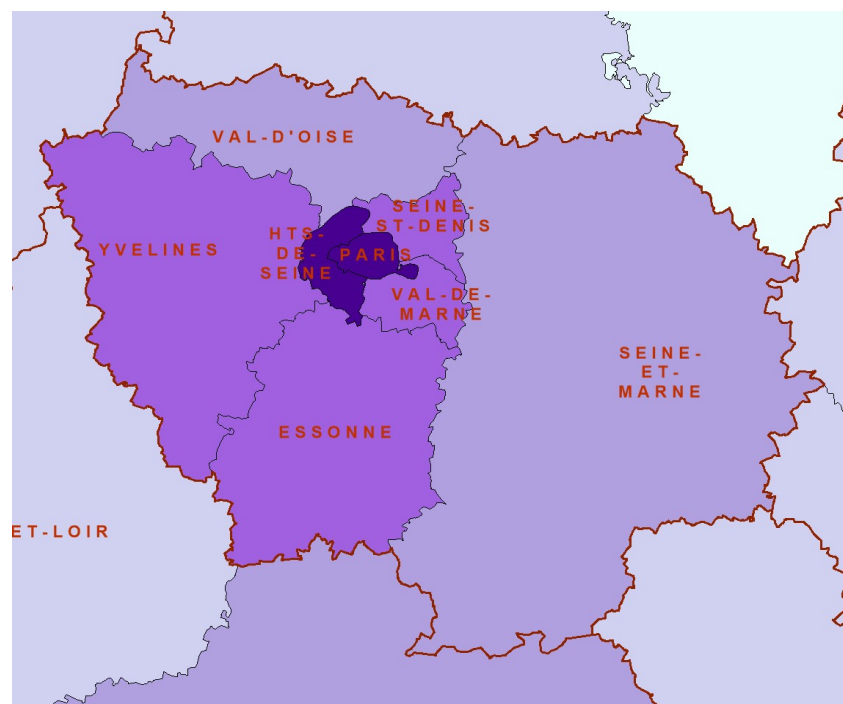 VAL-D'OISE
SEINE-
ST-DENIS
HTS-
DE-
SEINE
YVELINES
PARIS
VAL-DE-
MARNE
SEINE-
ET-
MARNE
ESSONNE
ET-LOIR